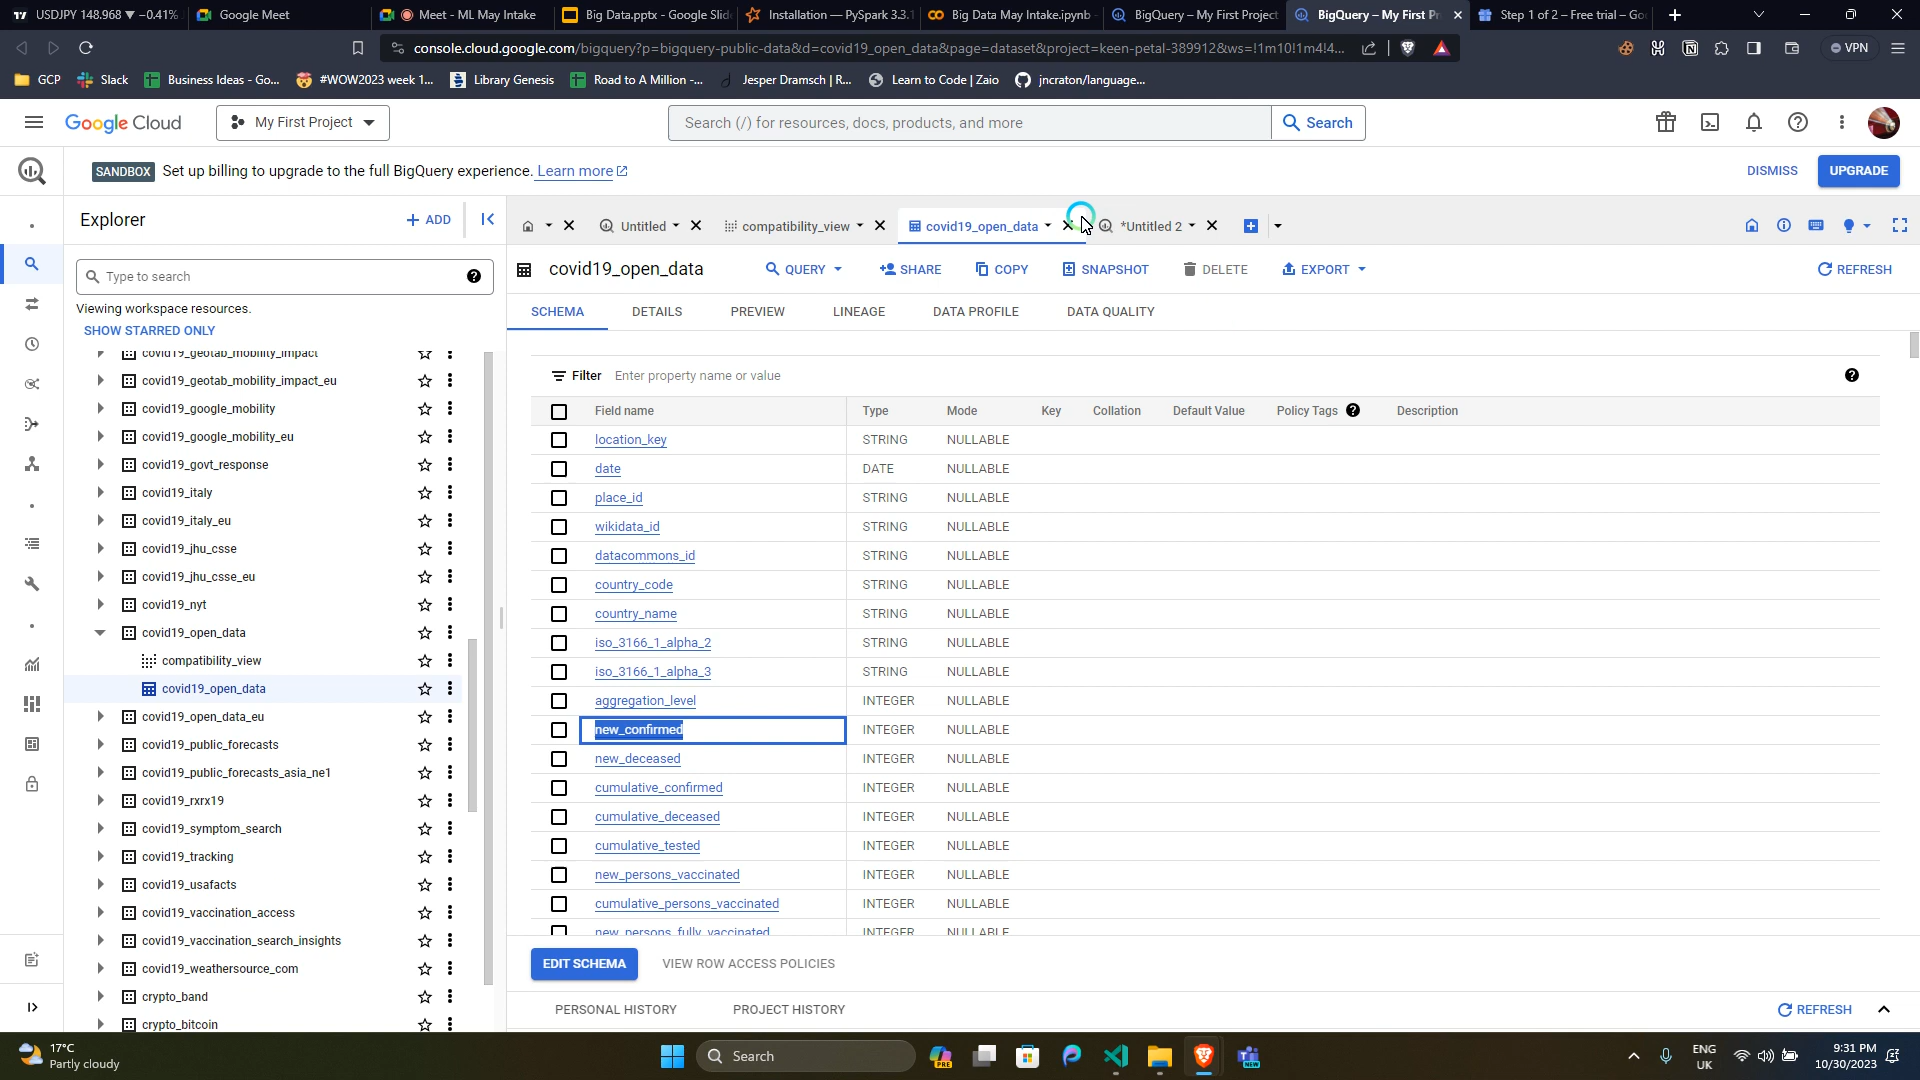 USDJPY 148.968 ▼ −0.41%
Google Meet
Meet - ML May Intake
Big Data.pptx - Google Slid
Installation — PySpark 3.3.1
Big Data May Intake.ipynb -
BigQuery – My First Project
BigQuery – My First P
Step 1 of 2 – Free trial – Go
console.cloud.google.com/bigquery?p=bigquery-public-data&d=covid19_open_data&page=dataset&project=keen-petal-389912&ws=!1m10!1m4!4...
VPN
GCP
Slack
Business Ideas - Go...
#WOW2023 week 1...
Library Genesis
Road to A Million -...
Jesper Dramsch | R...
Learn to Code | Zaio
jncraton/language...
Google Cloud
My First Project
Search (/) for resources, docs, products, and more
Search
SANDBOX Set up billing to upgrade to the full BigQuery experience. Learn more
DISMISS
UPGRADE
Explorer
+ ADD
Untitled
compatibility_view
covid19_open_data
*Untitled 2
Type to search
Viewing workspace resources.
SHOW STARRED ONLY
covid19_geotab_mobility_impact
covid19_geotab_mobility_impact_eu
covid19_google_mobility
covid19_google_mobility_eu
covid19_govt_response
covid19_italy
covid19_italy_eu
covid19_jhu_csse
covid19_jhu_csse_eu
covid19_nyt
covid19_open_data
compatibility_view
covid19_open_data
covid19_open_data_eu
covid19_public_forecasts
covid19_public_forecasts_asia_ne1
covid19_rxrx19
covid19_symptom_search
covid19_tracking
covid19_usafacts
covid19_vaccination_access
covid19_vaccination_search_insights
covid19_weathersource_com
crypto_band
crypto_bitcoin
covid19_open_data
QUERY
SHARE
COPY
SNAPSHOT
DELETE
EXPORT
REFRESH
SCHEMA
DETAILS
PREVIEW
LINEAGE
DATA PROFILE
DATA QUALITY
Filter Enter property name or value
Field name Type Mode Key Collation Default Value Policy Tags Description
location_key STRING NULLABLE
date DATE NULLABLE
place_id STRING NULLABLE
wikidata_id STRING NULLABLE
datacommons_id STRING NULLABLE
country_code STRING NULLABLE
country_name STRING NULLABLE
iso_3166_1_alpha_2 STRING NULLABLE
iso_3166_1_alpha_3 STRING NULLABLE
aggregation_level INTEGER NULLABLE
new_confirmed INTEGER NULLABLE
new_deceased INTEGER NULLABLE
cumulative_confirmed INTEGER NULLABLE
cumulative_deceased INTEGER NULLABLE
cumulative_tested INTEGER NULLABLE
new_persons_vaccinated INTEGER NULLABLE
cumulative_persons_vaccinated INTEGER NULLABLE
new_persons_fully_vaccinated INTEGER NULLABLE
EDIT SCHEMA
VIEW ROW ACCESS POLICIES
PERSONAL HISTORY
PROJECT HISTORY
REFRESH
17°C
Partly cloudy
Search
PRE
NEW
ENG
UK
9:31 PM
10/30/2023